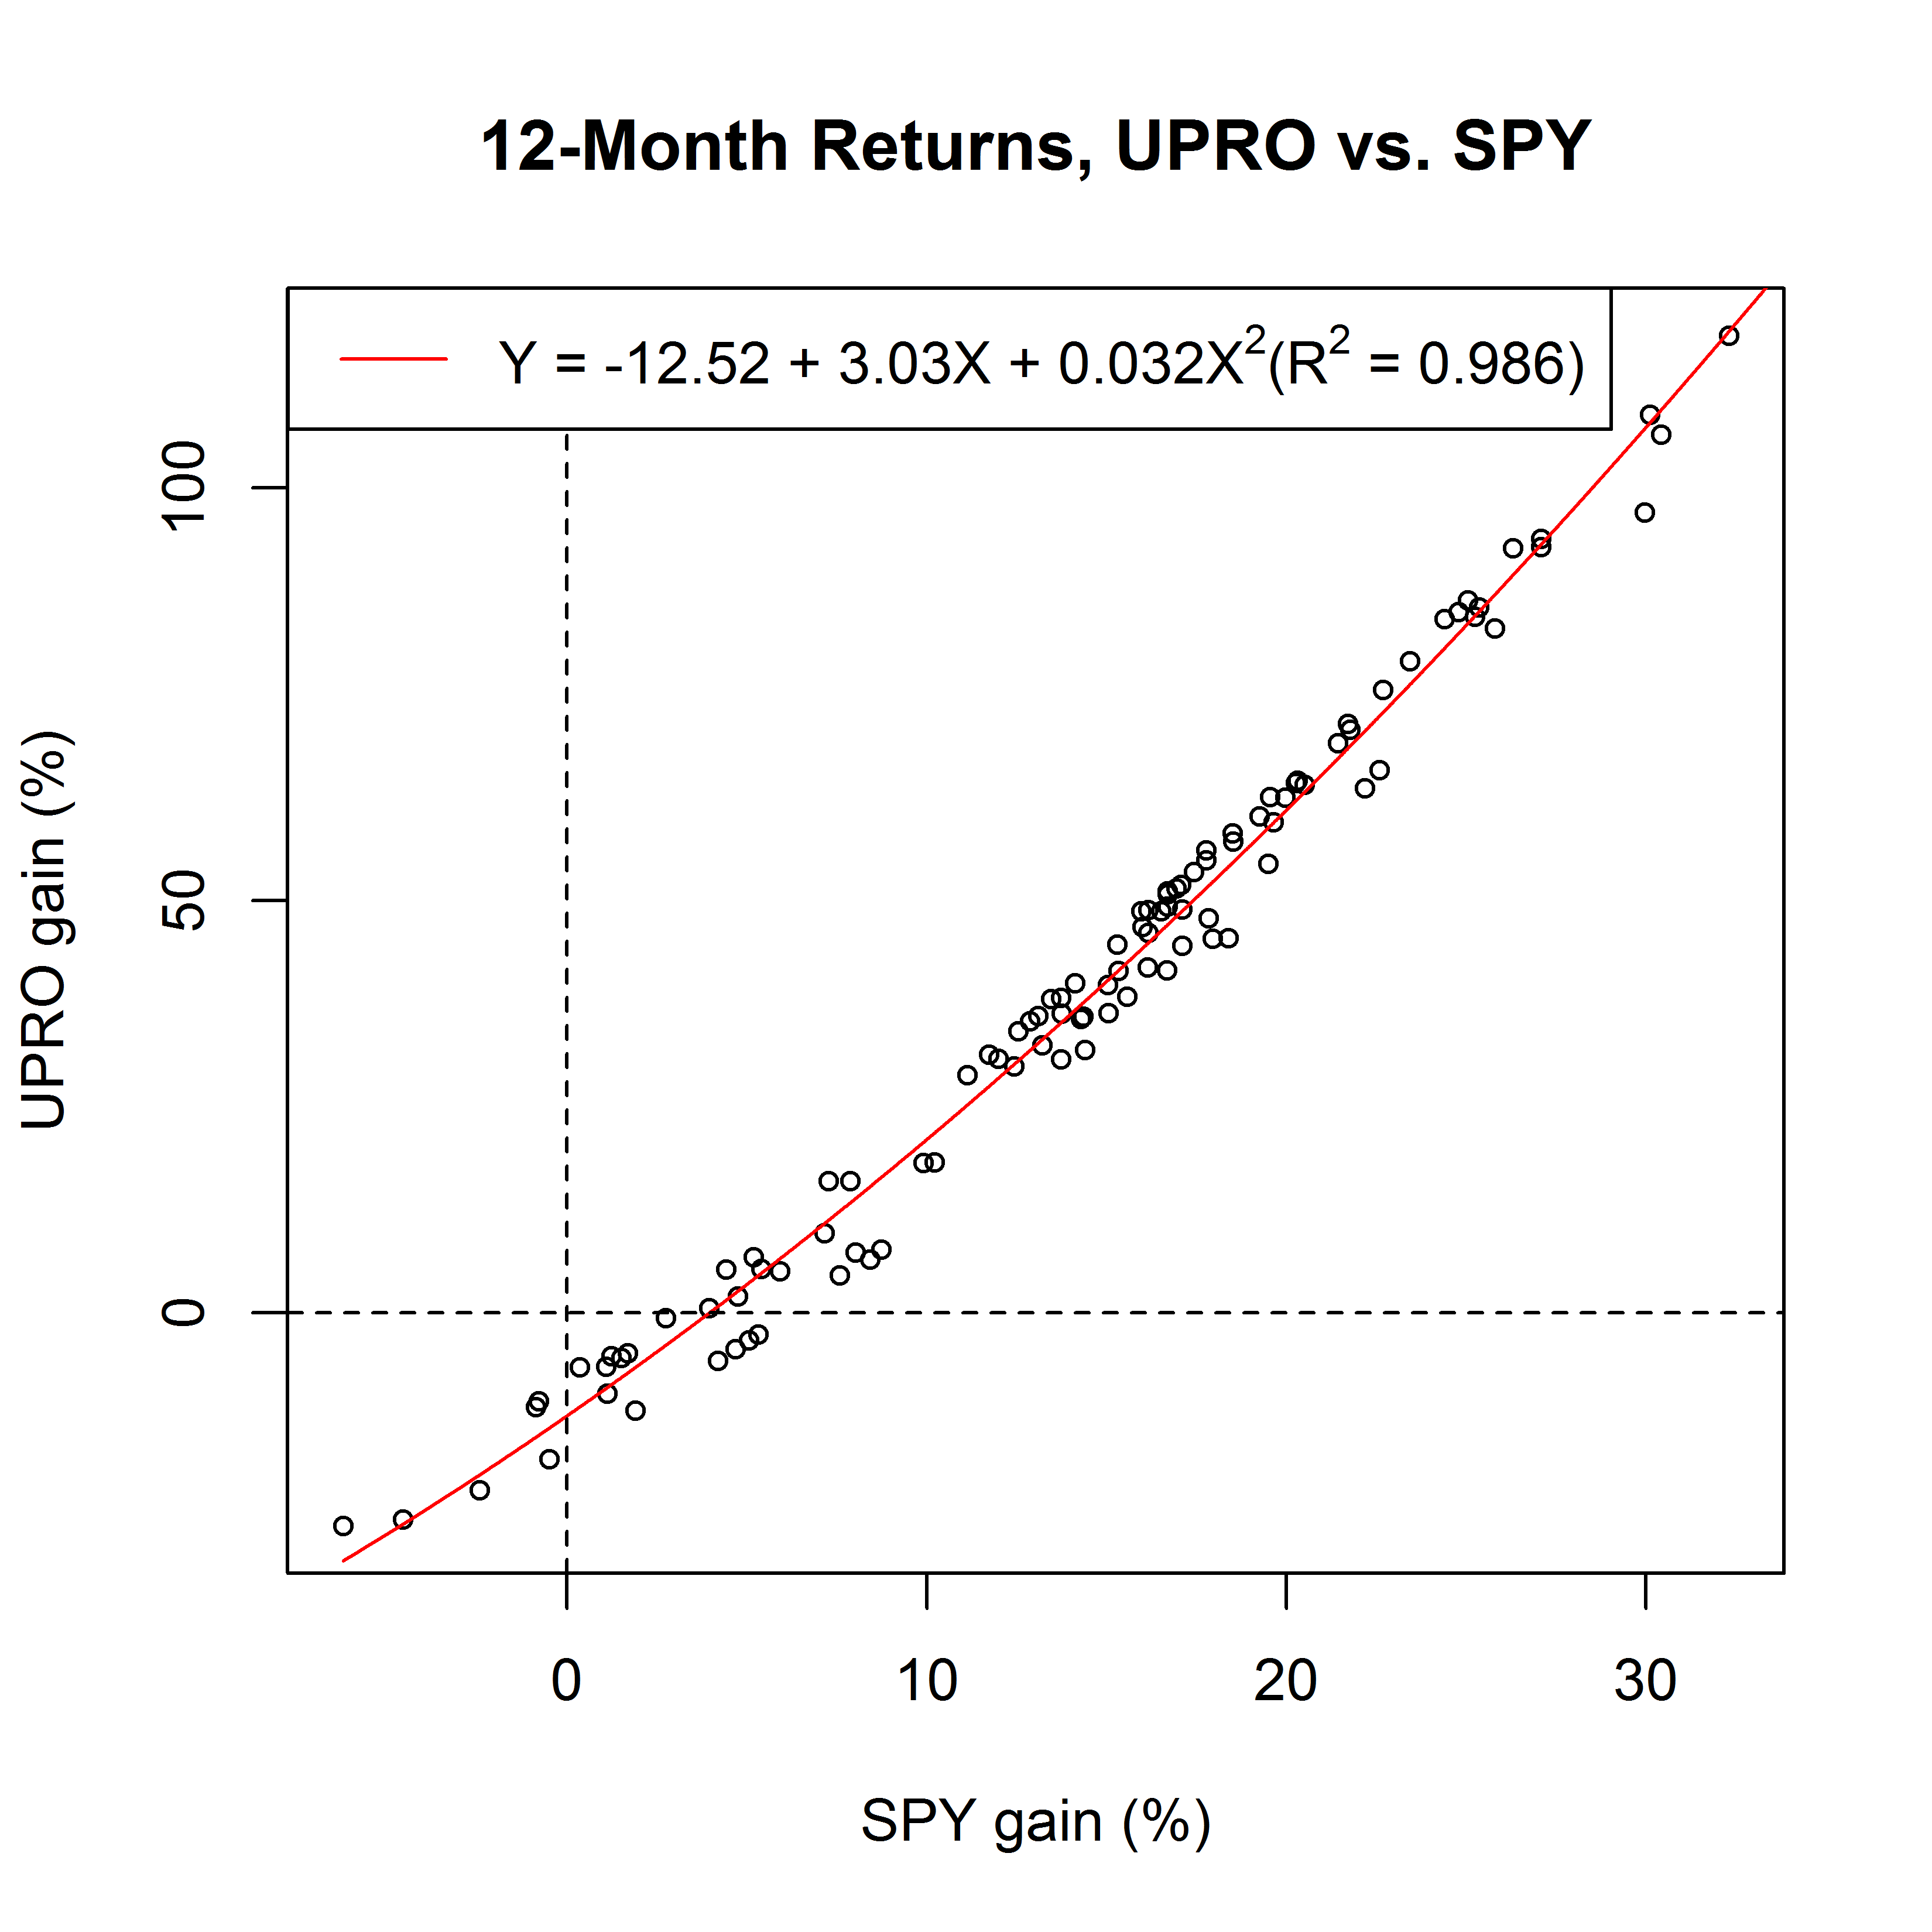 12-Month Returns, UPRO vs. SPY
Y = -12.52 + 3.03X + 0.032X²(R² = 0.986)
100
50
0
UPRO gain (%)
0 10 20 30
SPY gain (%)